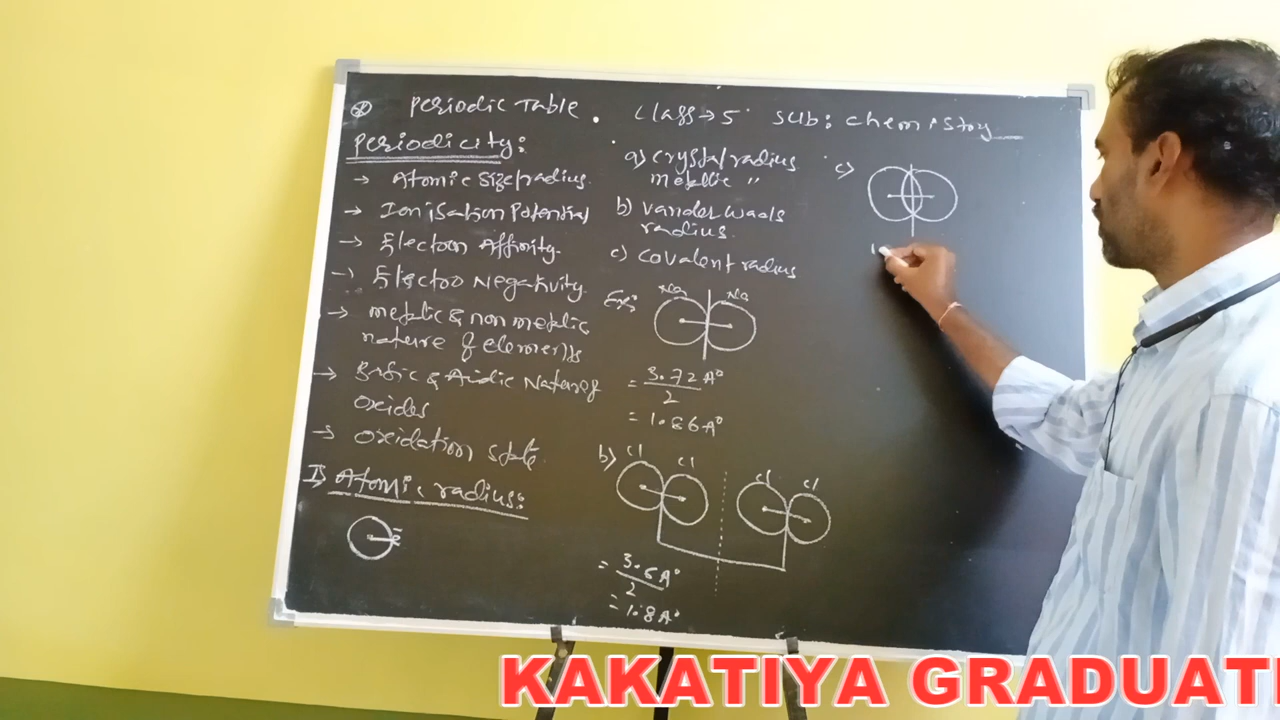 Periodic Table. Class → 5 Sub: chemistry
Periodicity:
→ Atomic Size/radius.
→ Ionisation Potential
→ Electron Affinity.
→ Electro Negativity.
→ metallic & non metallic
nature of elements
→ Basic & Acidic Nature of
oxides
→ oxidation state.
I) Atomic radius:
a) crystal radius
metallic "
b) vander waals
radius.
c) covalent radius
Ex:
Na Na
= 3.72 A°
2
= 1.86 A°
b) cl cl cl cl
= 3.6 A°
2
= 1.8 A°
c)
KAKATIYA GRADUATE